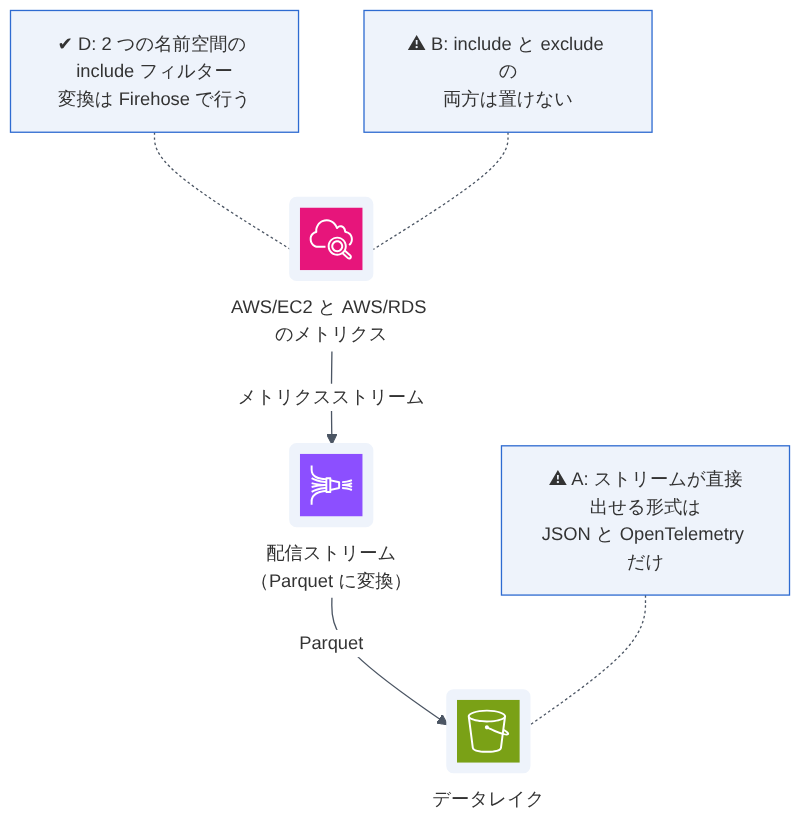 ✔ D: 2 つの名前空間の
include フィルター
変換は Firehose で行う
⚠ B: include と exclude
の
両方は置けない
AWS/EC2 と AWS/RDS
のメトリクス
メトリクスストリーム
配信ストリーム
（Parquet に変換）
⚠ A: ストリームが直接
出せる形式は
JSON と OpenTelemetry
だけ
Parquet
データレイク